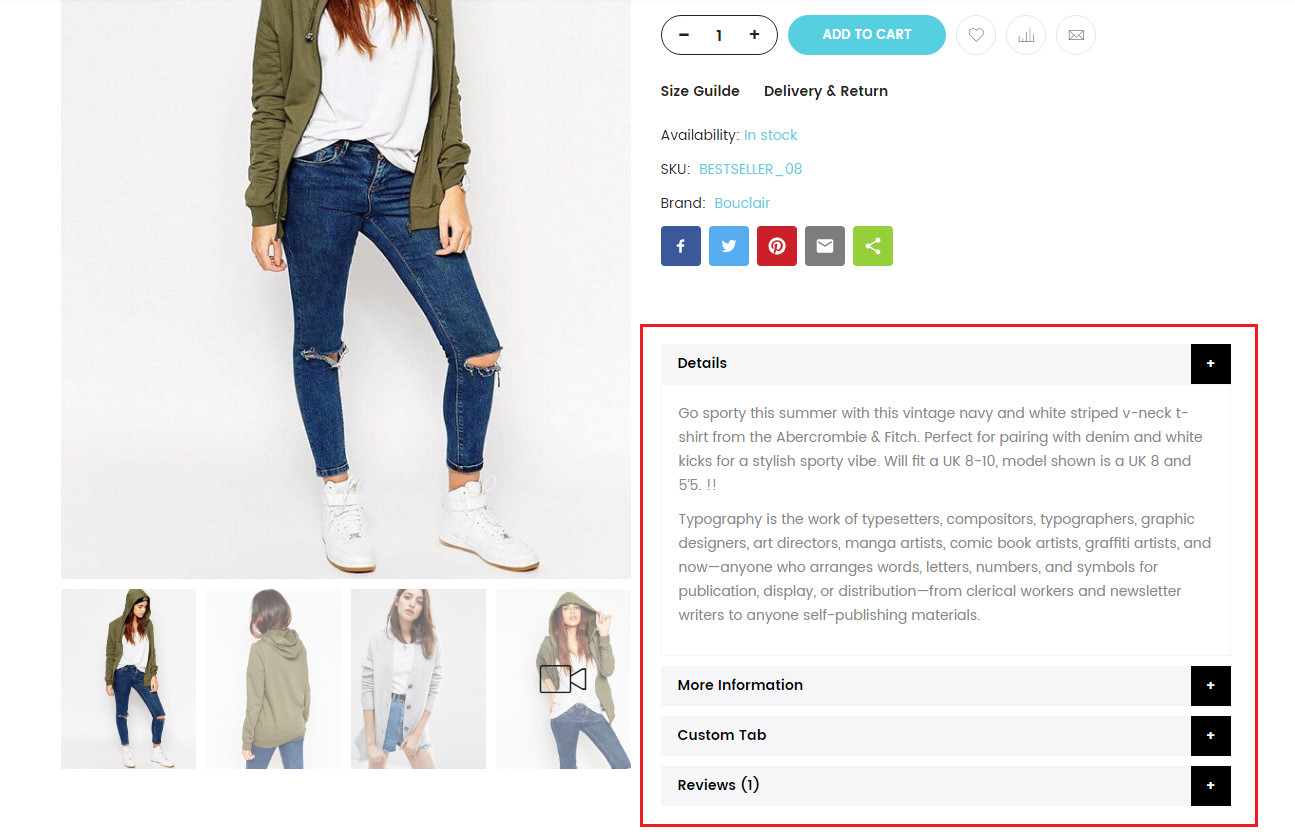 − 1 +
ADD TO CART
Size Guilde Delivery & Return
Availability: In stock
SKU: BESTSELLER_08
Brand: Bouclair
Details +
Go sporty this summer with this vintage navy and white striped v-neck t-
shirt from the Abercrombie & Fitch. Perfect for pairing with denim and white
kicks for a stylish sporty vibe. Will fit a UK 8-10, model shown is a UK 8 and
5'5. !!
Typography is the work of typesetters, compositors, typographers, graphic
designers, art directors, manga artists, comic book artists, graffiti artists, and
now—anyone who arranges words, letters, numbers, and symbols for
publication, display, or distribution—from clerical workers and newsletter
writers to anyone self-publishing materials.
More Information +
Custom Tab +
Reviews (1) +